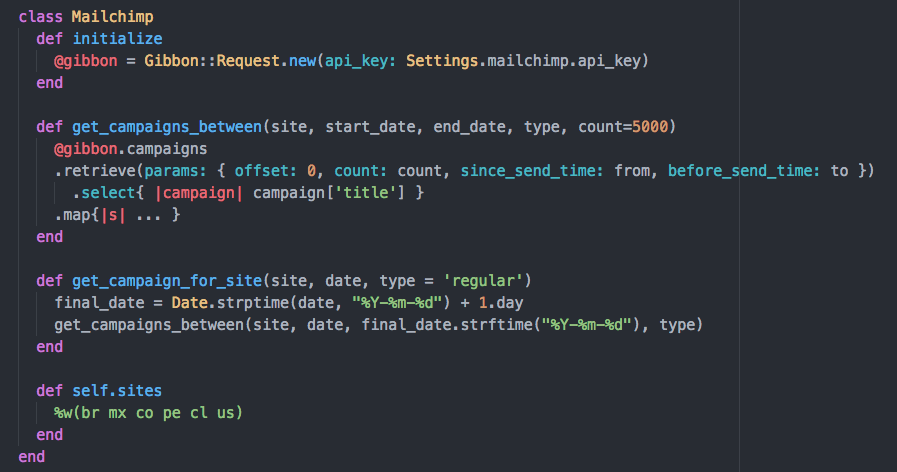 class Mailchimp
  def initialize
    @gibbon = Gibbon::Request.new(api_key: Settings.mailchimp.api_key)
  end

  def get_campaigns_between(site, start_date, end_date, type, count=5000)
    @gibbon.campaigns
    .retrieve(params: { offset: 0, count: count, since_send_time: from, before_send_time: to })
      .select{ |campaign| campaign['title'] }
    .map{|s| ... }
  end

  def get_campaign_for_site(site, date, type = 'regular')
    final_date = Date.strptime(date, "%Y-%m-%d") + 1.day
    get_campaigns_between(site, date, final_date.strftime("%Y-%m-%d"), type)
  end

  def self.sites
    %w(br mx co pe cl us)
  end
end